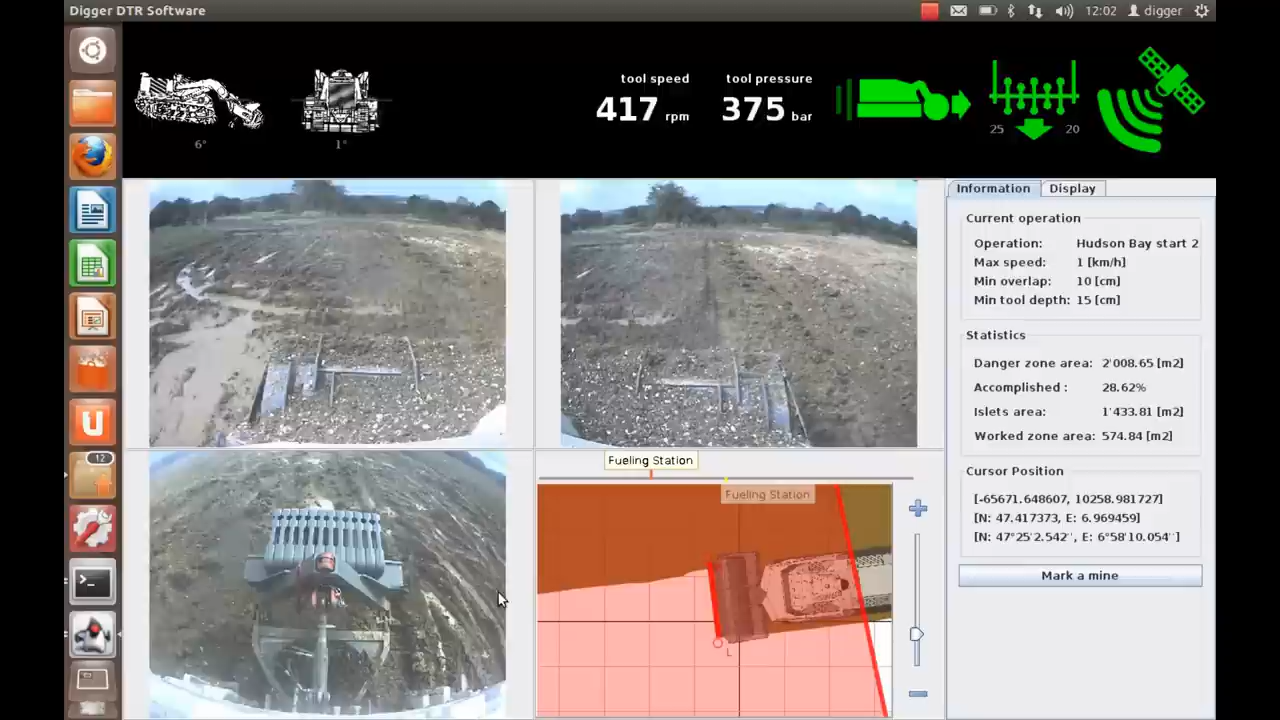 Digger DTR Software
12:02
digger
tool speed
417 rpm
tool pressure
375 bar
6°
1°
25
20
Information
Display
Current operation
Operation: Hudson Bay start 2
Max speed: 1 [km/h]
Min overlap: 10 [cm]
Min tool depth: 15 [cm]
Statistics
Danger zone area: 2'008.65 [m2]
Accomplished : 28.62%
Islets area: 1'433.81 [m2]
Worked zone area: 574.84 [m2]
Cursor Position
[-65671.648607, 10258.981727]
[N: 47.417373, E: 6.969459]
[N: 47°25'2.542'', E: 6°58'10.054'']
Mark a mine
12
Fueling Station
Fueling Station
L